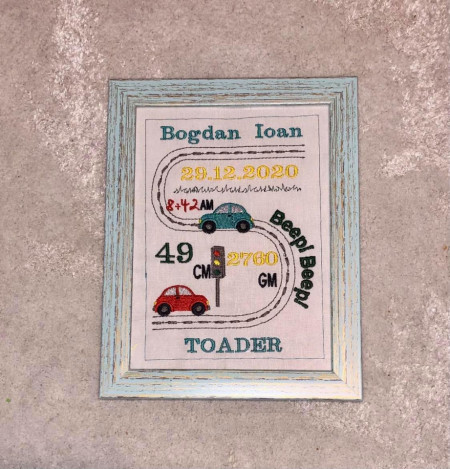 Bogdan Ioan
29.12.2020
8:42AM
Beep! Beep!
49 CM
2760 GM
TOADER